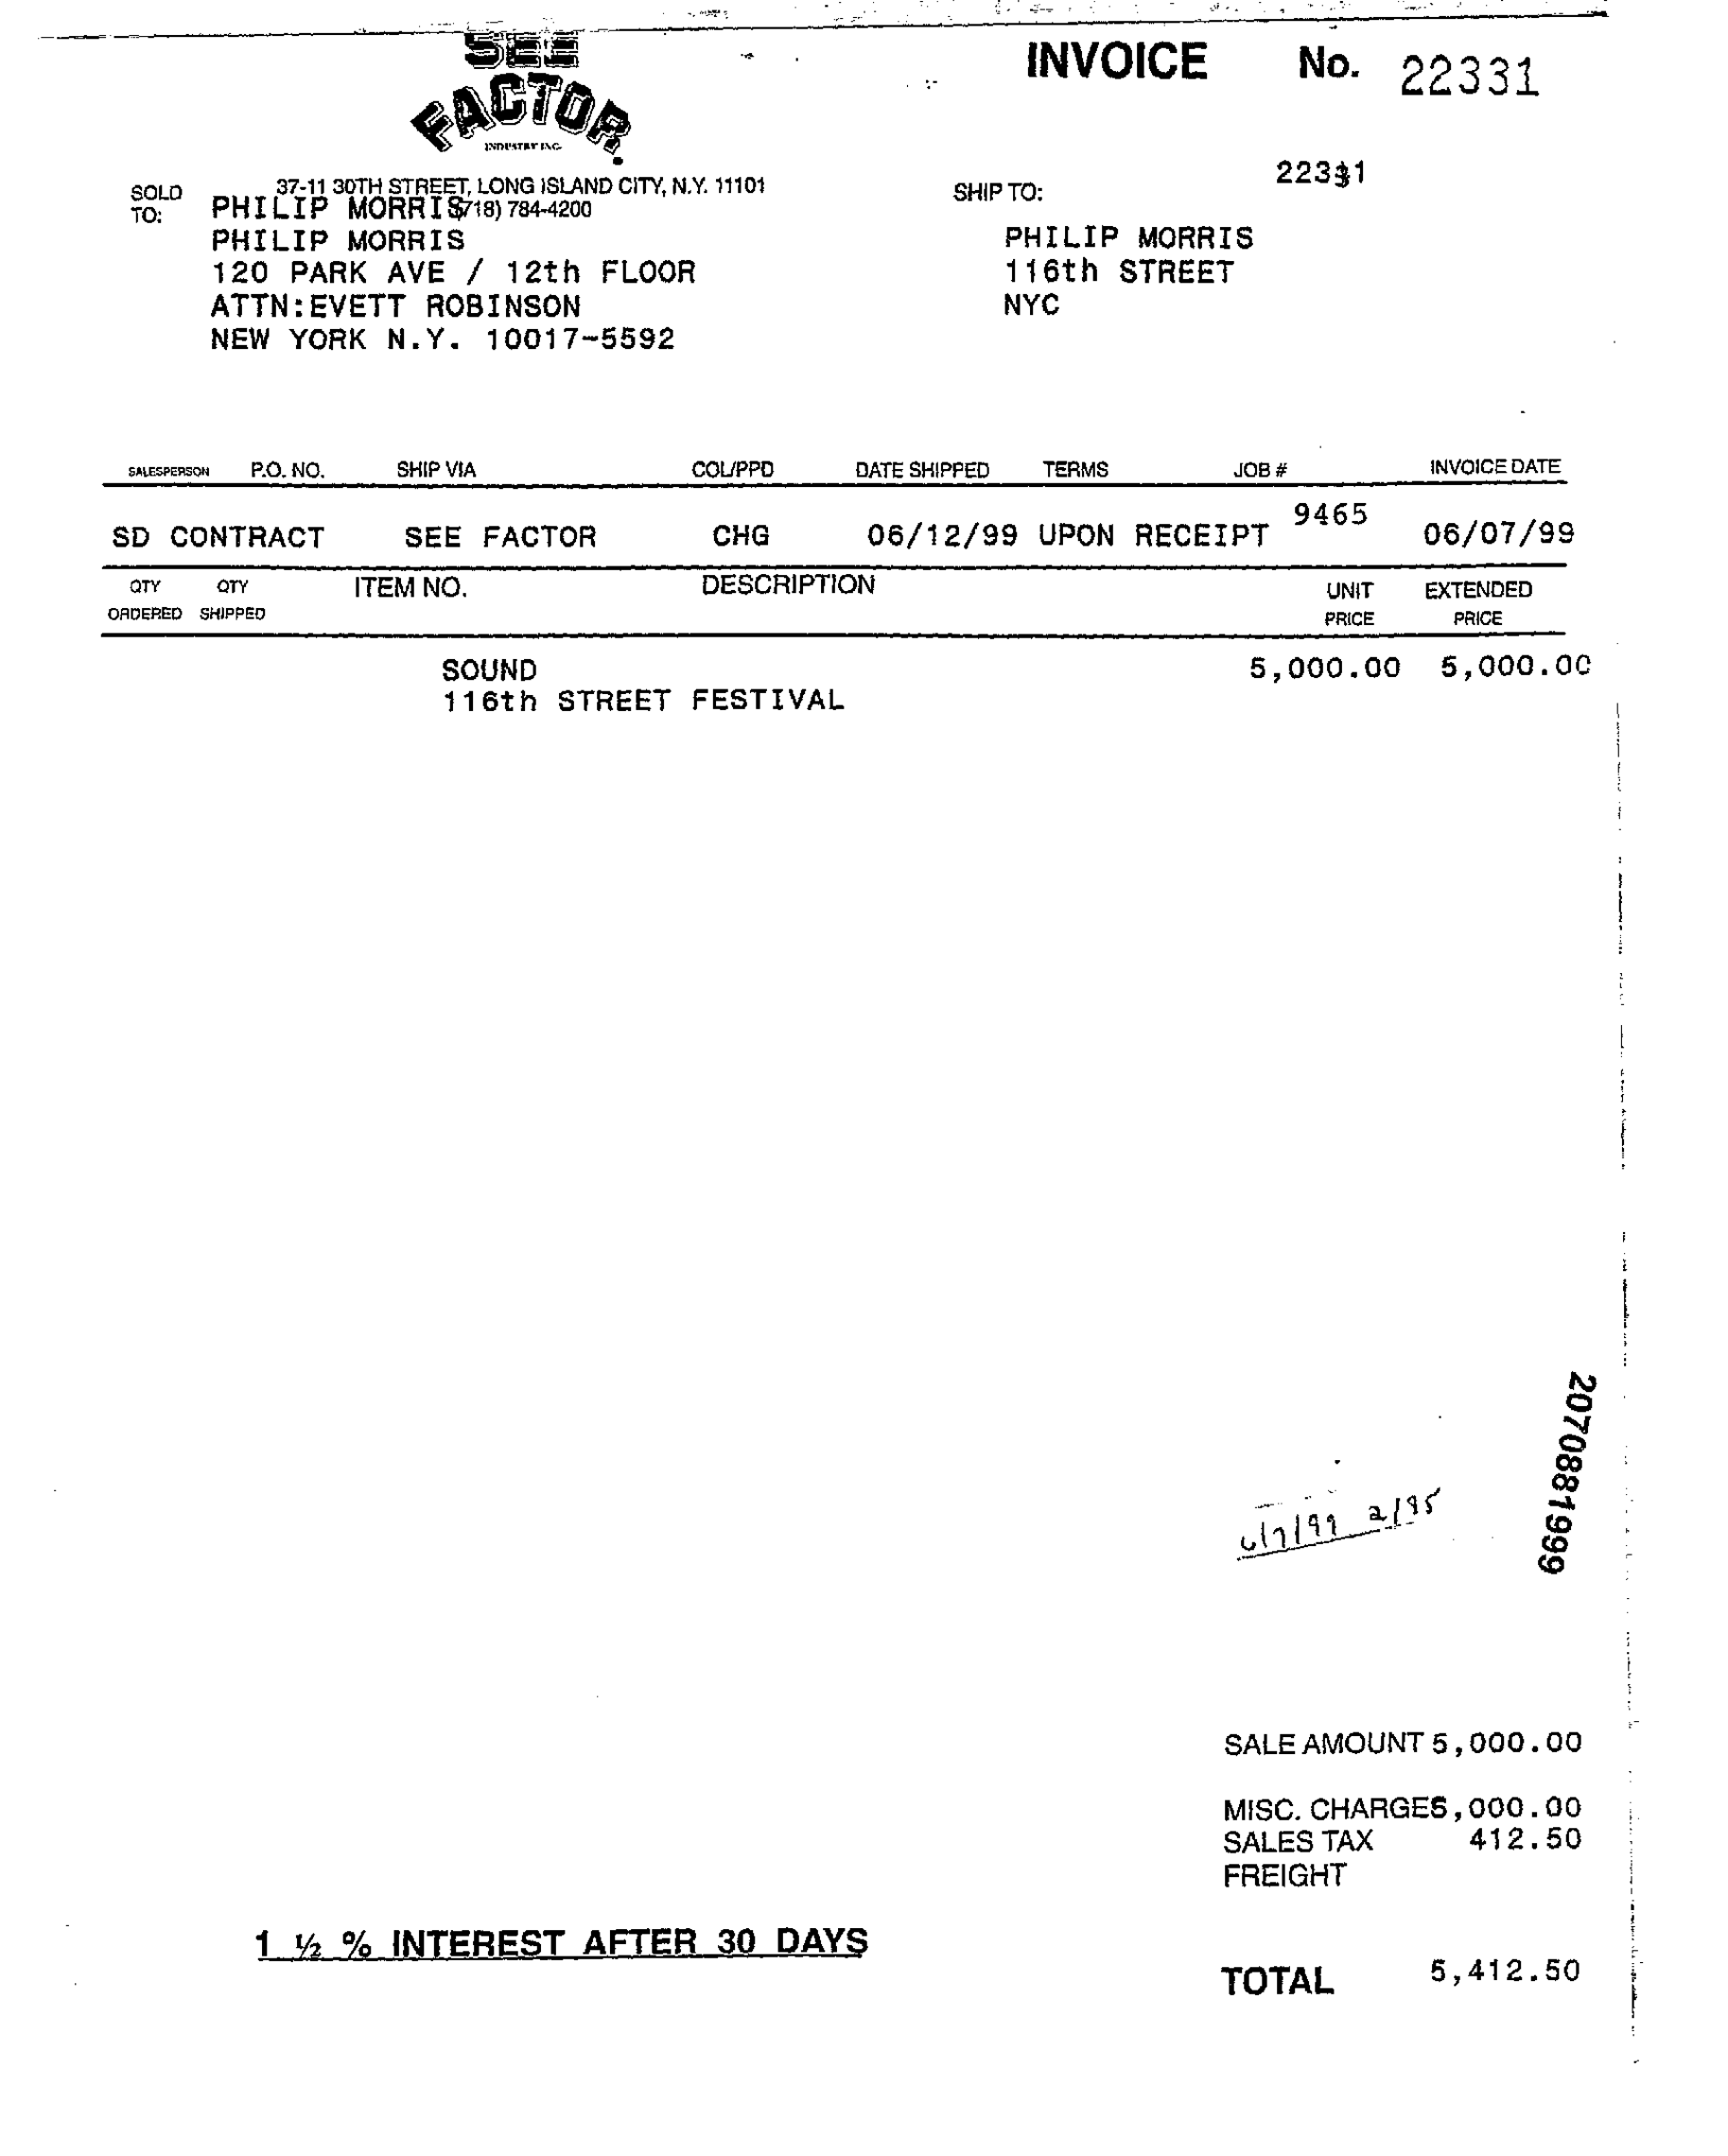 SEE
FACTOR
INDUSTRY INC.
INVOICE No. 22331
37-11 30TH STREET, LONG ISLAND CITY, N.Y. 11101
(718) 784-4200
22331
SOLD TO:
PHILIP MORRIS
PHILIP MORRIS
120 PARK AVE / 12th FLOOR
ATTN:EVETT ROBINSON
NEW YORK N.Y. 10017-5592
SHIP TO:
PHILIP MORRIS
116th STREET
NYC
SALESPERSON P.O. NO. SHIP VIA COL/PPD DATE SHIPPED TERMS JOB # INVOICE DATE
SD CONTRACT SEE FACTOR CHG 06/12/99 UPON RECEIPT 9465 06/07/99
QTY ORDERED QTY SHIPPED ITEM NO. DESCRIPTION UNIT PRICE EXTENDED PRICE
SOUND 5,000.00 5,000.00
116th STREET FESTIVAL
2070881999
6/7/99 2/95
SALE AMOUNT 5,000.00
MISC. CHARGES 5,000.00
SALES TAX 412.50
FREIGHT
1 ½ % INTEREST AFTER 30 DAYS
TOTAL 5,412.50